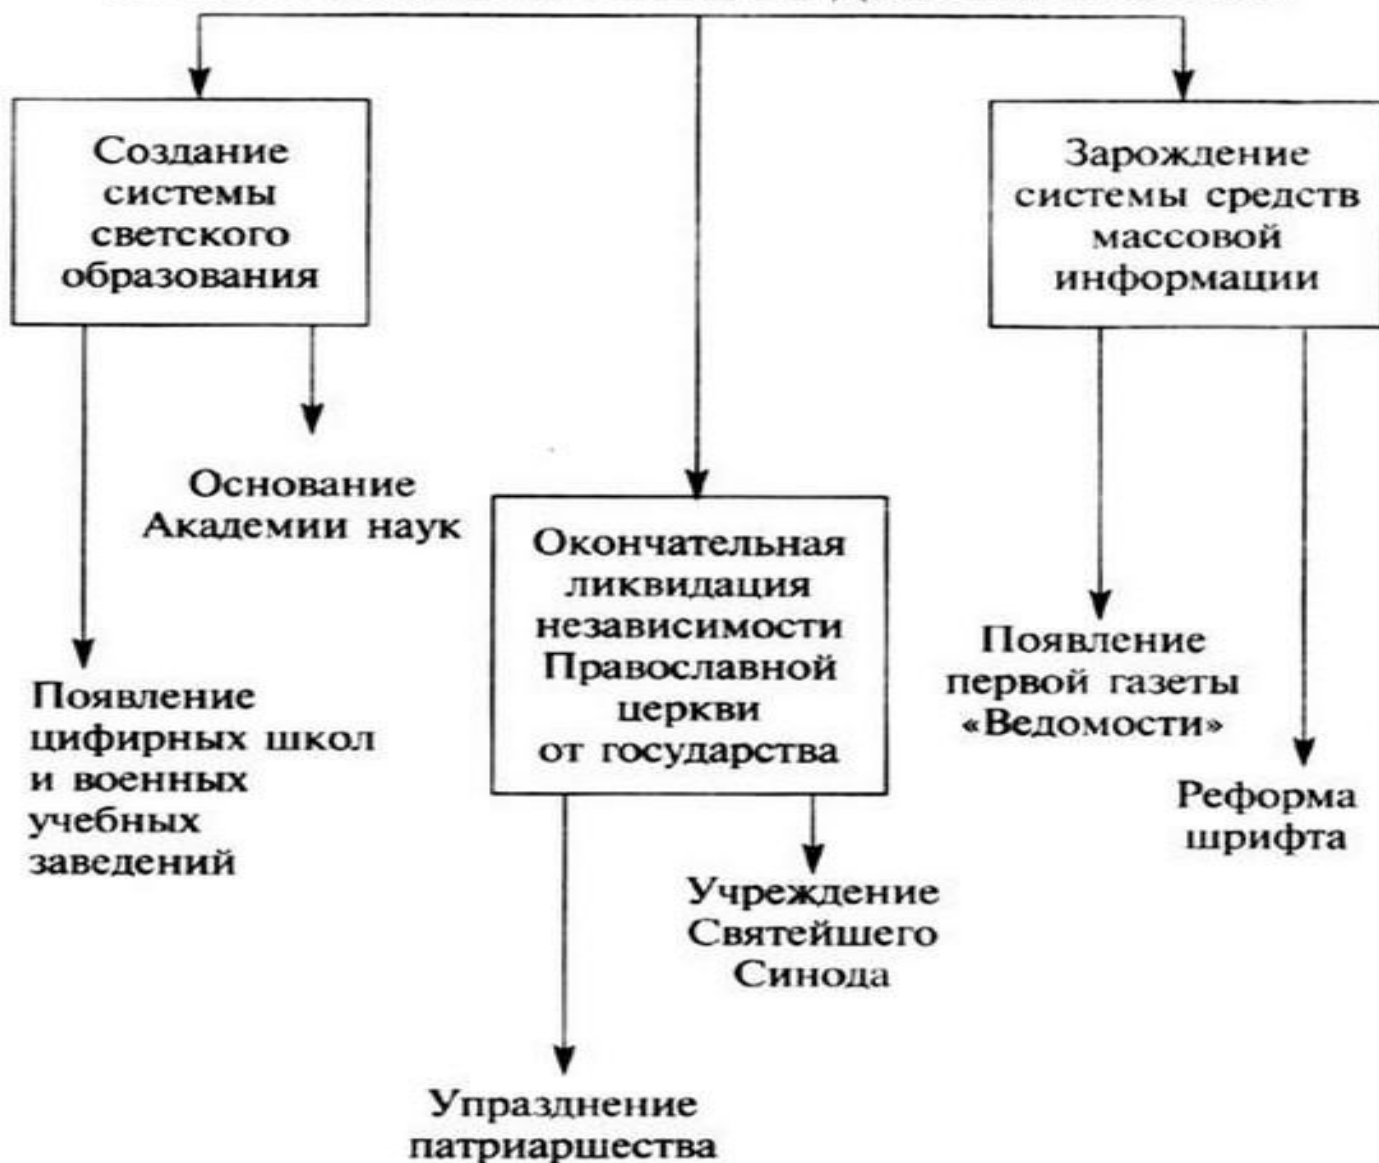 Создание
системы
светского
образования
Зарождение
системы средств
массовой
информации
Основание
Академии наук
Появление
цифирных школ
и военных
учебных
заведений
Окончательная
ликвидация
независимости
Православной
церкви
от государства
Появление
первой газеты
«Ведомости»
Реформа
шрифта
Учреждение
Святейшего
Синода
Упразднение
патриаршества